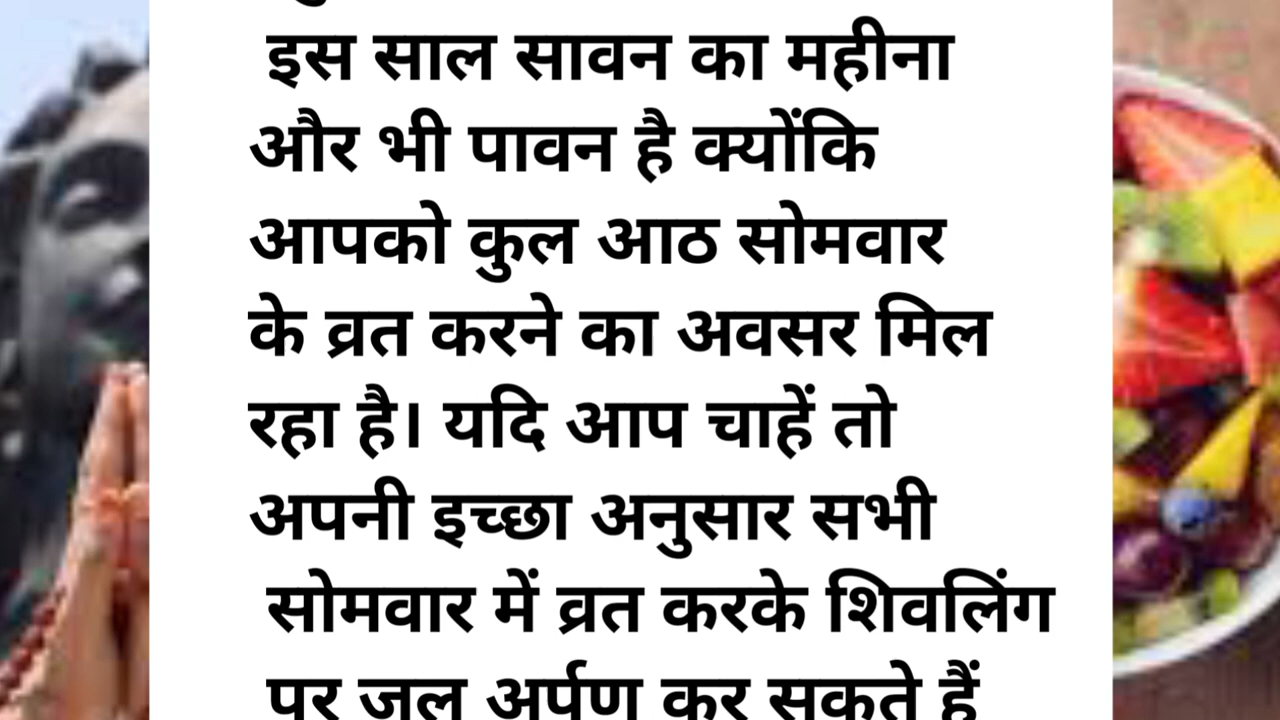 इस साल सावन का महीना
और भी पावन है क्योंकि
आपको कुल आठ सोमवार
के व्रत करने का अवसर मिल
रहा है। यदि आप चाहें तो
अपनी इच्छा अनुसार सभी
सोमवार में व्रत करके शिवलिंग
पर जल अर्पण कर सकते हैं